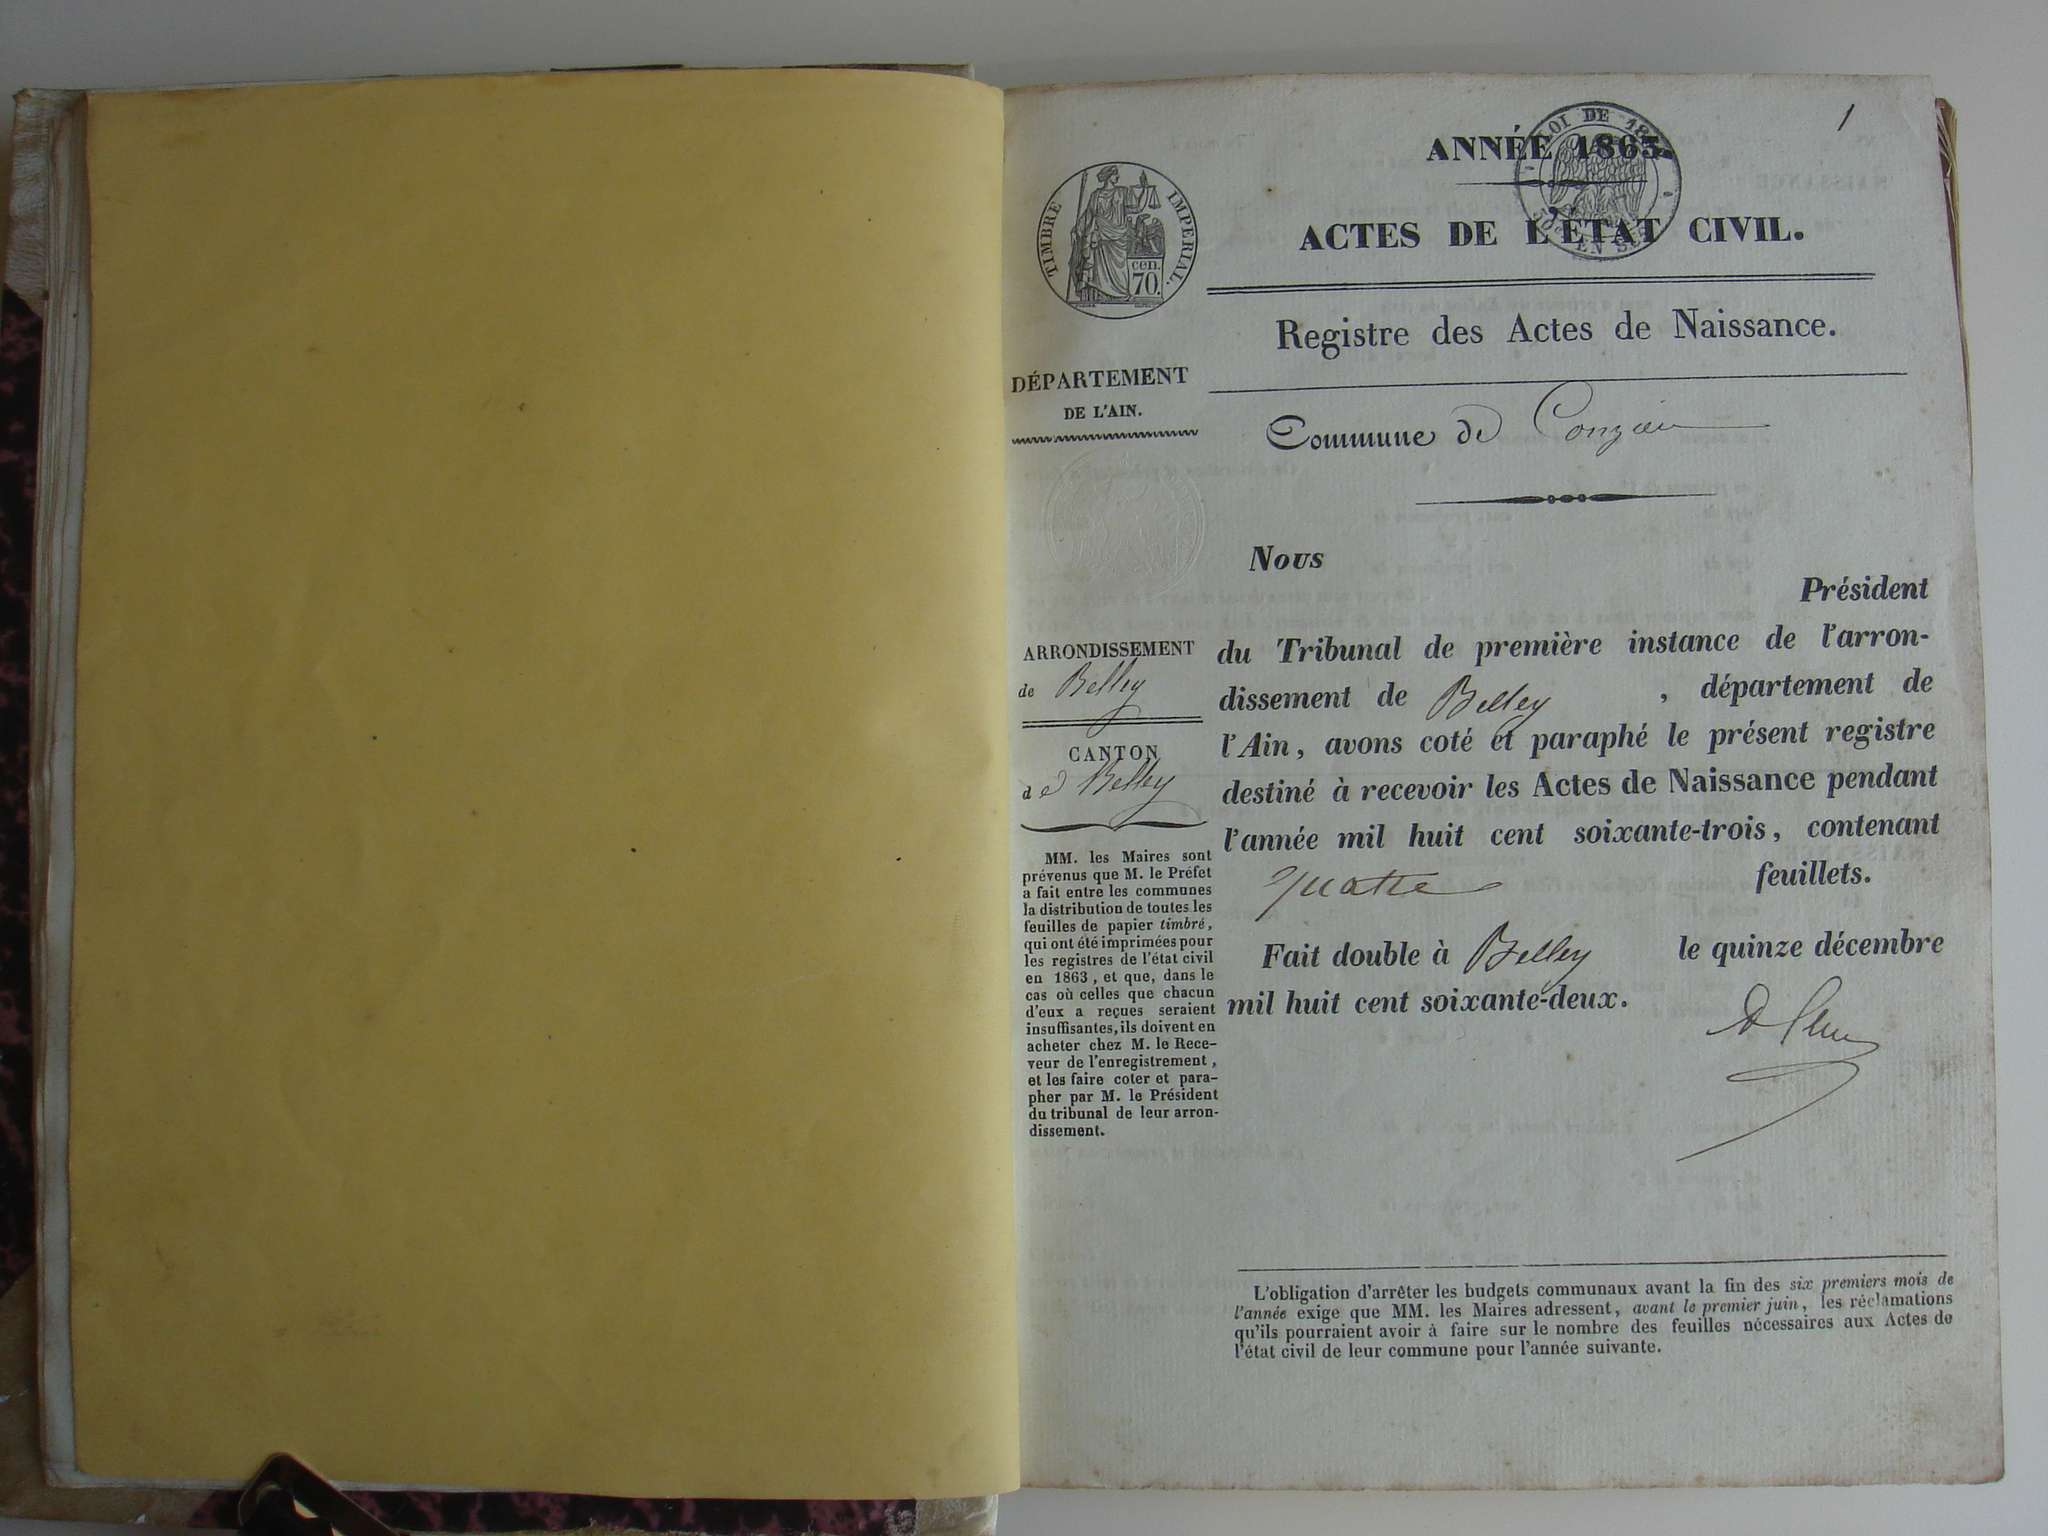 1
ANNÉE 1863.
LOI DE 18
EN SUS
TIMBRE IMPERIAL.
cen.
70.
ACTES DE L'ÉTAT CIVIL.
Registre des Actes de Naissance.
DÉPARTEMENT
DE L'AIN.
Commune de Conzieu
ARRONDISSEMENT
de Belley
CANTON
de Belley
MM. les Maires sont
prévenus que M. le Préfet
a fait entre les communes
la distribution de toutes les
feuilles de papier timbré,
qui ont été imprimées pour
les registres de l'état civil
en 1863, et que, dans le
cas où celles que chacun
d'eux a reçues seraient
insuffisantes, ils doivent en
acheter chez M. le Rece-
veur de l'enregistrement,
et les faire coter et para-
pher par M. le Président
du tribunal de leur arron-
dissement.
Nous
Président
du Tribunal de première instance de l'arron-
dissement de Belley, département de
l'Ain, avons coté et paraphé le présent registre
destiné à recevoir les Actes de Naissance pendant
l'année mil huit cent soixante-trois, contenant
quatre feuillets.
Fait double à Belley le quinze décembre
mil huit cent soixante-deux.
L'obligation d'arrêter les budgets communaux avant la fin des six premiers mois de
l'année exige que MM. les Maires adressent, avant le premier juin, les réclamations
qu'ils pourraient avoir à faire sur le nombre des feuilles nécessaires aux Actes de
l'état civil de leur commune pour l'année suivante.